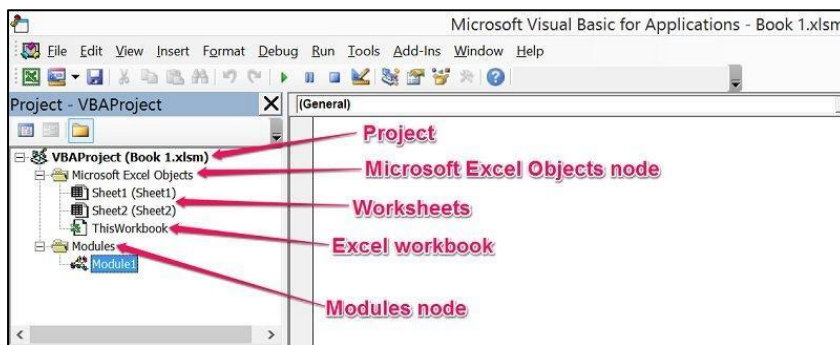 Microsoft Visual Basic for Applications - Book 1.xlsm
File Edit View Insert Format Debug Run Tools Add-Ins Window Help
Project - VBAProject
(General)
VBAProject (Book 1.xlsm)
Project
Microsoft Excel Objects
Microsoft Excel Objects node
Sheet1 (Sheet1)
Sheet2 (Sheet2)
Worksheets
ThisWorkbook
Excel workbook
Modules
Module1
Modules node